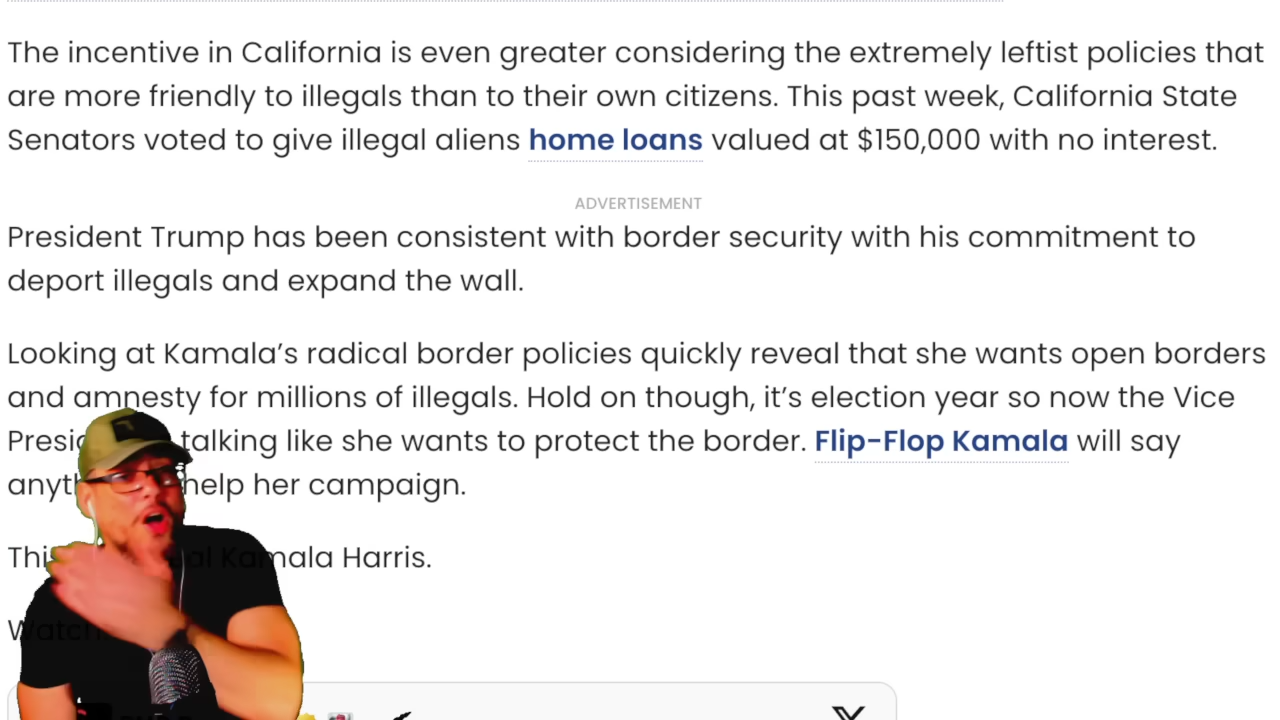 The incentive in California is even greater considering the extremely leftist policies that
are more friendly to illegals than to their own citizens. This past week, California State
Senators voted to give illegal aliens home loans valued at $150,000 with no interest.
ADVERTISEMENT
President Trump has been consistent with border security with his commitment to
deport illegals and expand the wall.
Looking at Kamala’s radical border policies quickly reveal that she wants open borders
and amnesty for millions of illegals. Hold on though, it’s election year so now the Vice
talking like she wants to protect the border. Flip-Flop Kamala will say
help her campaign.
Kamala Harris.